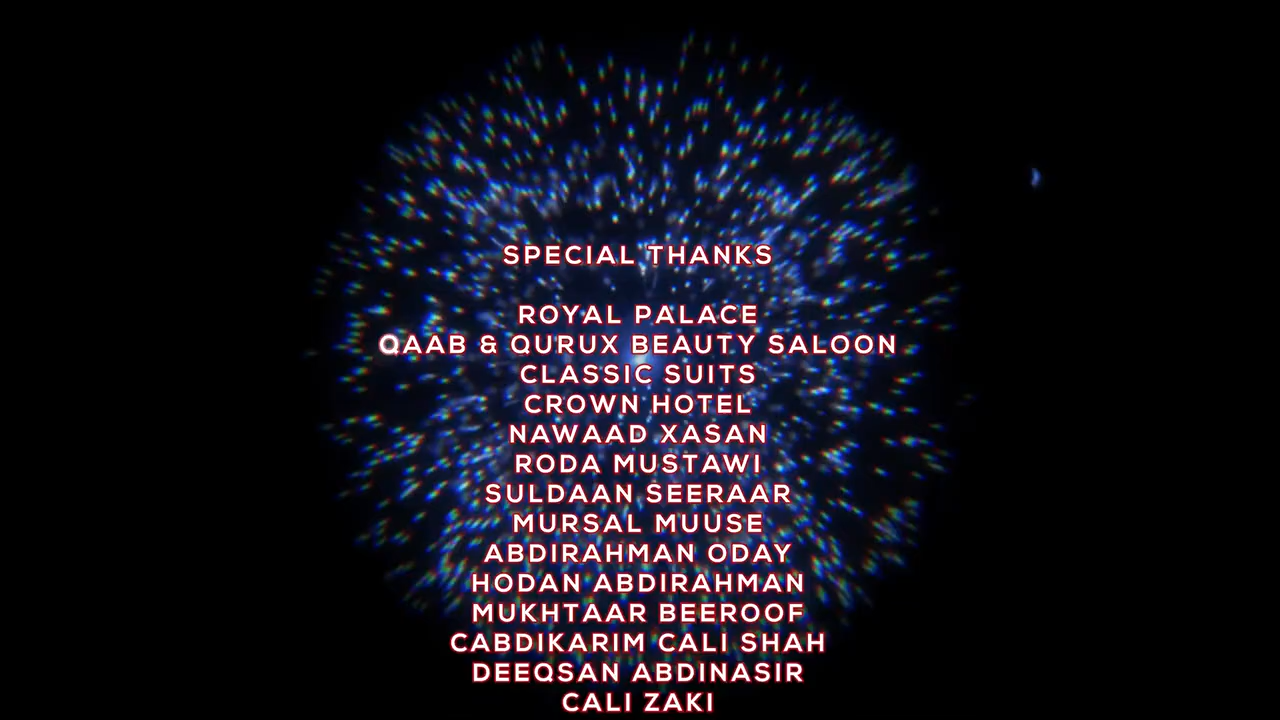 SPECIAL THANKS
ROYAL PALACE
QAAB & QURUX BEAUTY SALOON
CLASSIC SUITS
CROWN HOTEL
NAWAAD XASAN
RODA MUSTAWI
SULDAAN SEERAAR
MURSAL MUUSE
ABDIRAHMAN ODAY
HODAN ABDIRAHMAN
MUKHTAAR BEEROOF
CABDIKARIM CALI SHAH
DEEQSAN ABDINASIR
CALI ZAKI